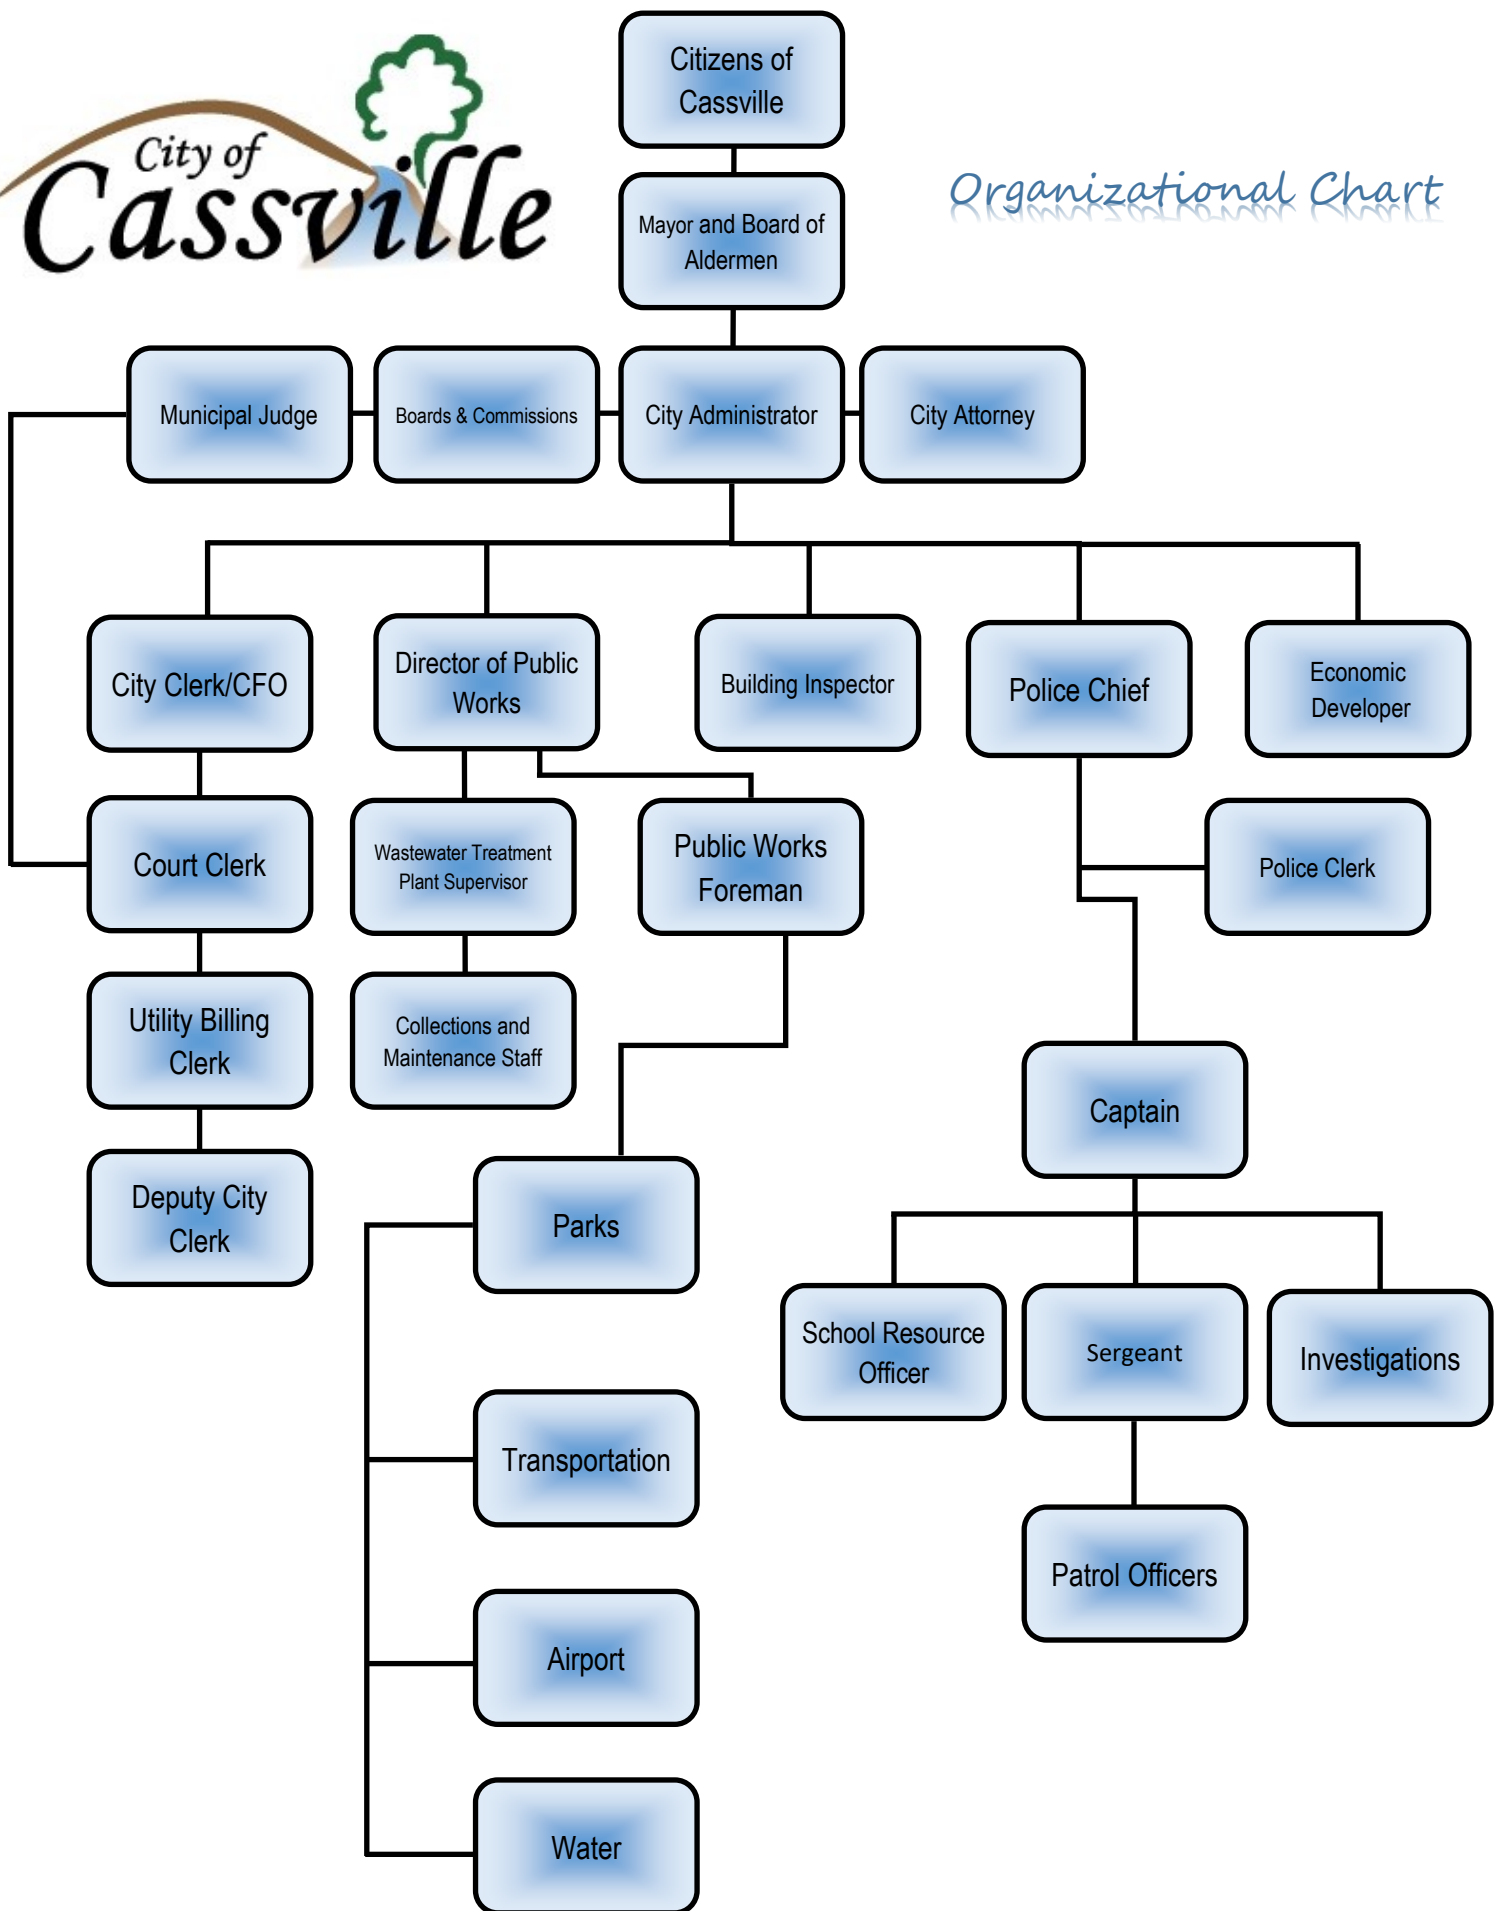 Citizens of
Cassville
City of
Cassville
Organizational Chart
Mayor and Board of
Aldermen
Municipal Judge
Boards & Commissions
City Administrator
City Attorney
City Clerk/CFO
Director of Public
Works
Building Inspector
Police Chief
Economic
Developer
Court Clerk
Wastewater Treatment
Plant Supervisor
Public Works
Foreman
Police Clerk
Utility Billing
Clerk
Collections and
Maintenance Staff
Captain
Deputy City
Clerk
Parks
School Resource
Officer
Sergeant
Investigations
Transportation
Patrol Officers
Airport
Water